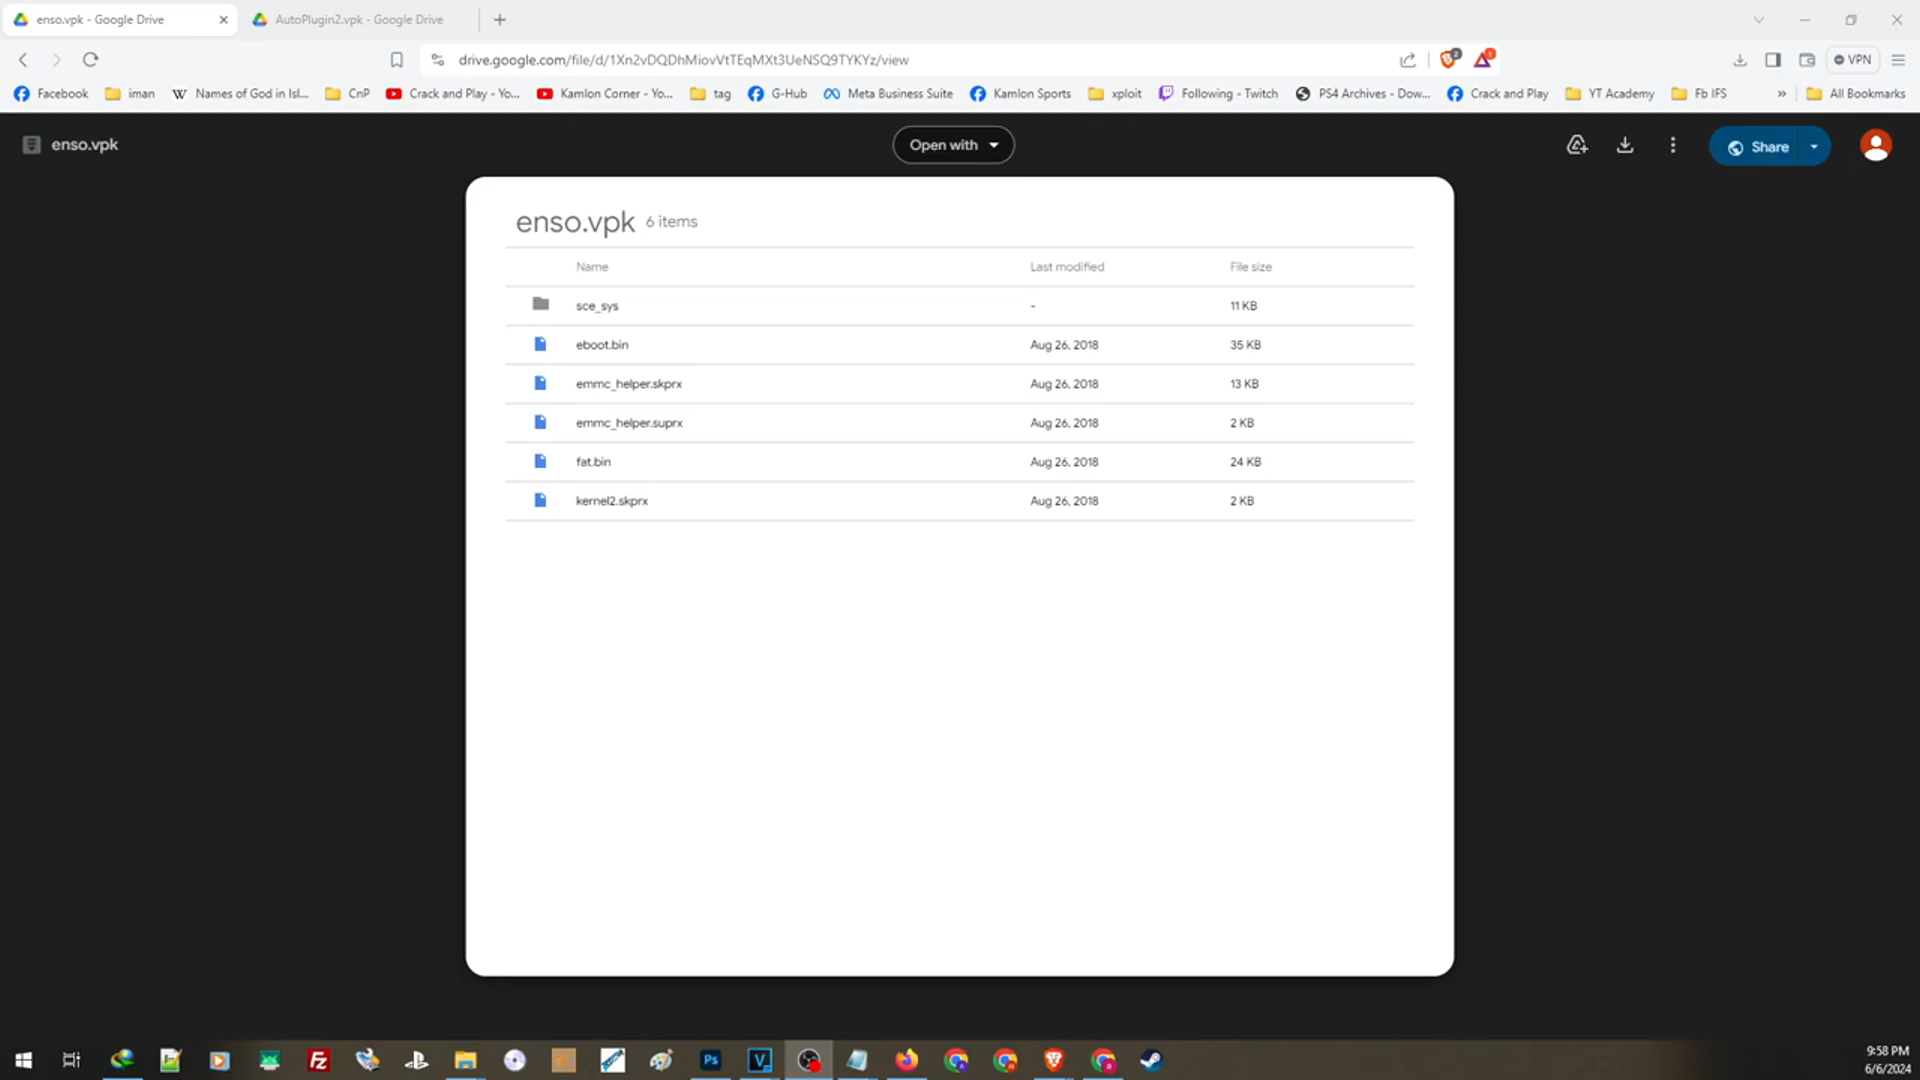 enso.vpk - Google Drive
AutoPlugin2.vpk - Google Drive
drive.google.com/file/d/1Xn2vDQDhMiovVtTEqMXt3UeNSQ9TYKYz/view
2
1
VPN
Facebook iman W Names of God in Isl... CnP Crack and Play - Yo... Kamlon Corner - Yo... tag G-Hub Meta Business Suite Kamlon Sports xploit Following - Twitch PS4 Archives - Dow... Crack and Play YT Academy Fb IFS » All Bookmarks
enso.vpk
Open with
Share
enso.vpk 6 items
Name Last modified File size
sce_sys - 11 KB
eboot.bin Aug 26, 2018 35 KB
emmc_helper.skprx Aug 26, 2018 13 KB
emmc_helper.suprx Aug 26, 2018 2 KB
fat.bin Aug 26, 2018 24 KB
kernel2.skprx Aug 26, 2018 2 KB
Fz
Ps
V
9:58 PM
6/6/2024